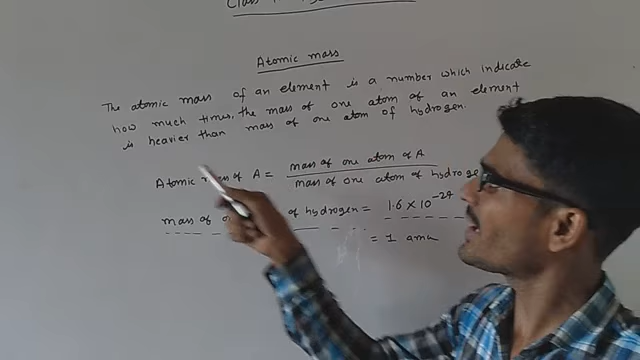 Class
Atomic mass
The atomic mass of an element is a number which indicate
how much times, the mass of one atom of an element
is heavier than mass of one atom of hydrogen.
Atomic mass of A = mass of one atom of A
mass of one atom of hydrogen
mass of of hydrogen = 1.6 × 10⁻²⁴
= 1 amu